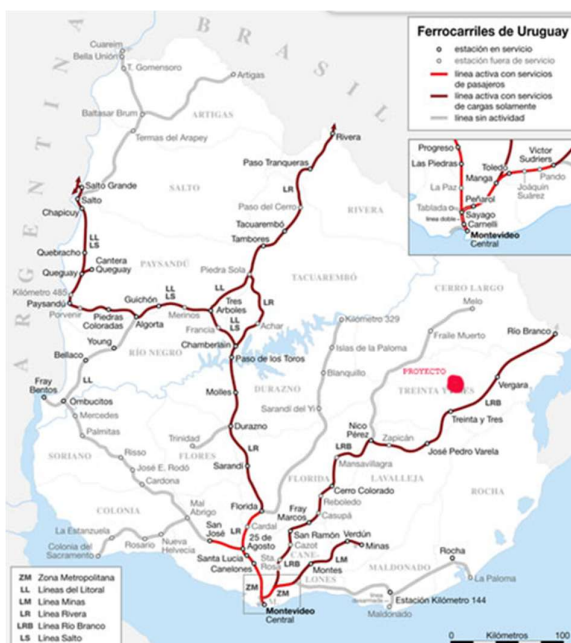 Ferrocarriles de Uruguay
estación en servicio
estación fuera de servicio
línea activa con servicios
de pasajeros
línea activa con servicios
de cargas solamente
línea sin actividad
BRASIL
ARGENTINA
Cuareim
Bella Unión
T. Gomensoro
Artigas
Baltasar Brum
ARTIGAS
Termas del Arapey
Rivera
Paso Tranqueras
LR
Salto Grande
Salto
SALTO
Paso del Cerro
RIVERA
Chapicuy
Tacuarembó
Tambores
LL
LS
Quebracho
Cantera
Queguay
Queguay
PAYSANDÚ
Piedra Sola
TACUAREMBÓ
Kilómetro 485
Paysandú
Porvenir
Piedras
Coloradas
Guichón
Algorta
LL
LS
Merinos
Tres
Árboles
LR
Francia
LL
LS
Achar
Chamberlain
Young
Bellaco
RÍO NEGRO
LL
Paso de los Toros
Kilómetro 329
CERRO LARGO
Melo
Islas de la Paloma
Fraile Muerto
Río Branco
Blanquillo
PROYECTO
TREINTA Y TRES
Vergara
Fray
Bentos
Ombucitos
Mercedes
Molles
DURAZNO
Sarandí del Yí
LRB
Treinta y Tres
Palmitas
Trinidad
Durazno
Nico
Pérez
Zapicán
SORIANO
Risso
José E. Rodó
Cardona
FLORES
Sarandí
LR
LRB
Mansavillagra
José Pedro Varela
LAVALLEJA
Cerro Colorado
FLORIDA
Reboledo
ROCHA
Mal
Abrigo
Florida
Fray
Marcos
Casupá
COLONIA
San
José
LR
Cardal
25 de
Agosto
San Ramón
Cazot
Verdún
Minas
La Estanzuela
Colonia del
Sacramento
Rosario
Nueva
Helvecia
Santa Lucía
Canelones
Sta.
Rosa
LRB
CANE-
LONES
Montes
LM
MALDONADO
Rocha
La Paloma
ZM
ZM
Montevideo
Central
Estación Kilómetro 144
Maldonado
Progreso
Las Piedras
La Paz
Tablada
línea doble
Toledo
Manga
Victor
Sudriers
Pando
Joaquín
Suárez
Peñarol
Sayago
Carnelli
Montevideo
Central
ZM Zona Metropolitana
LL Líneas del Litoral
LM Línea Minas
LR Línea Rivera
LRB Línea Río Branco
LS Línea Salto
0 Kilómetros 100